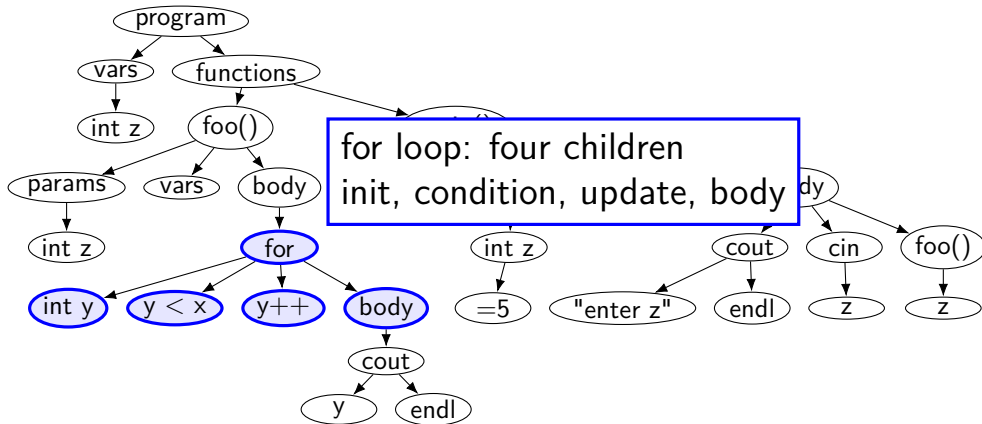 program
vars
functions
int z
foo()
for loop: four children
init, condition, update, body
params
vars
body
int z
for
int z
cout
cin
foo()
int y
y < x
y++
body
=5
"enter z"
endl
z
z
cout
y
endl